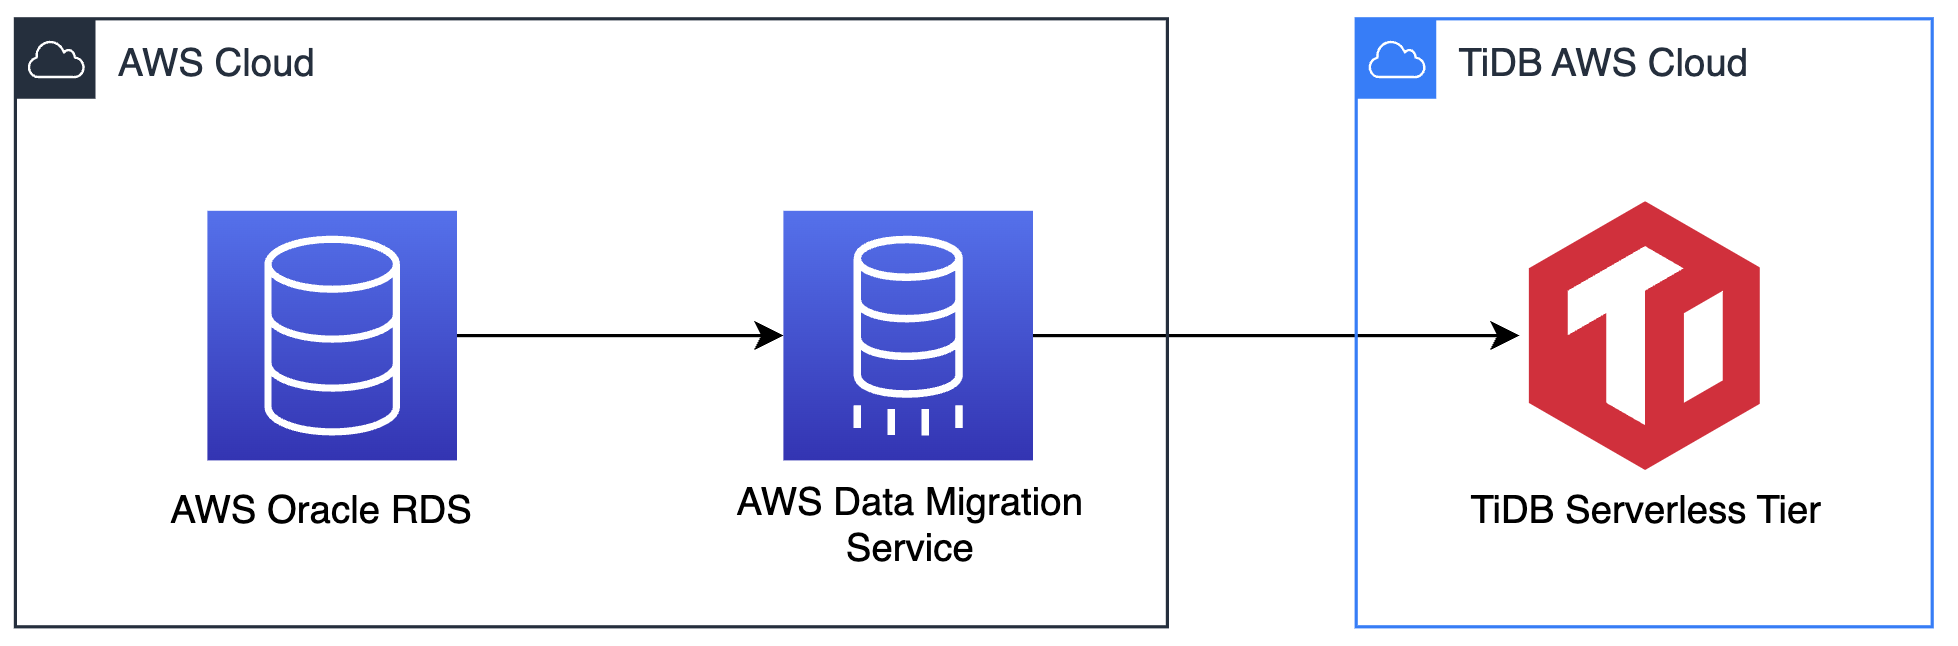 AWS Cloud
TiDB AWS Cloud
AWS Oracle RDS
AWS Data Migration
Service
TiDB Serverless Tier